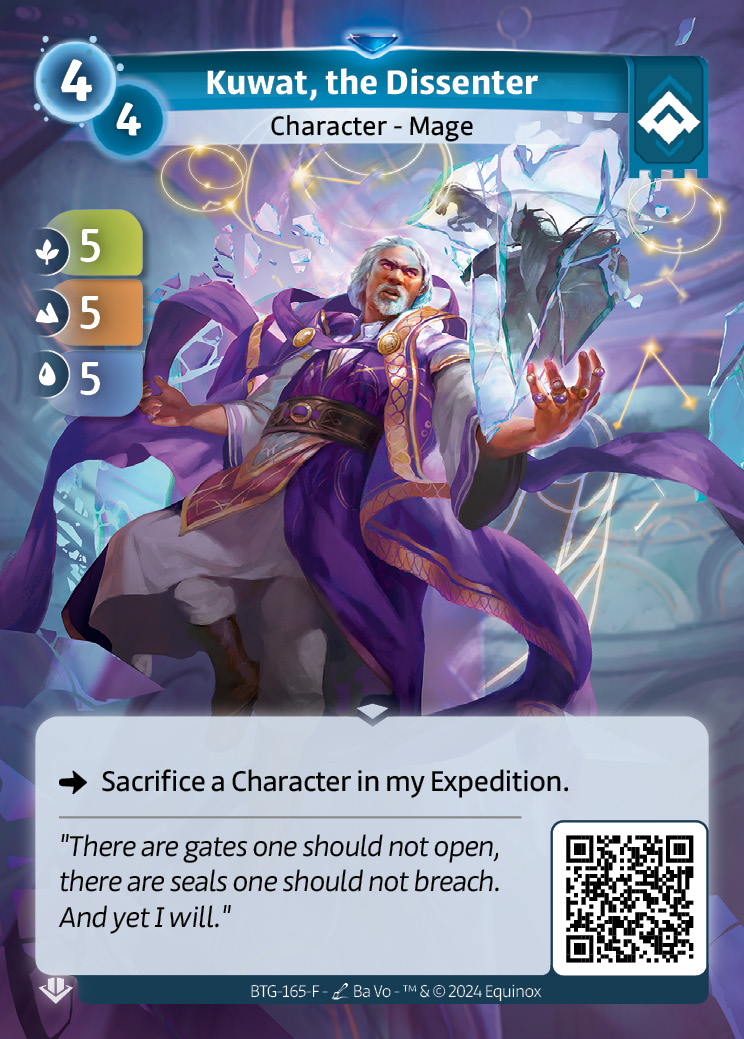 4
Kuwat, the Dissenter
4
Character - Mage
5
5
5
Sacrifice a Character in my Expedition.
"There are gates one should not open,
there are seals one should not breach.
And yet I will."
BTG-165-F - Ba Vo - ™ & © 2024 Equinox